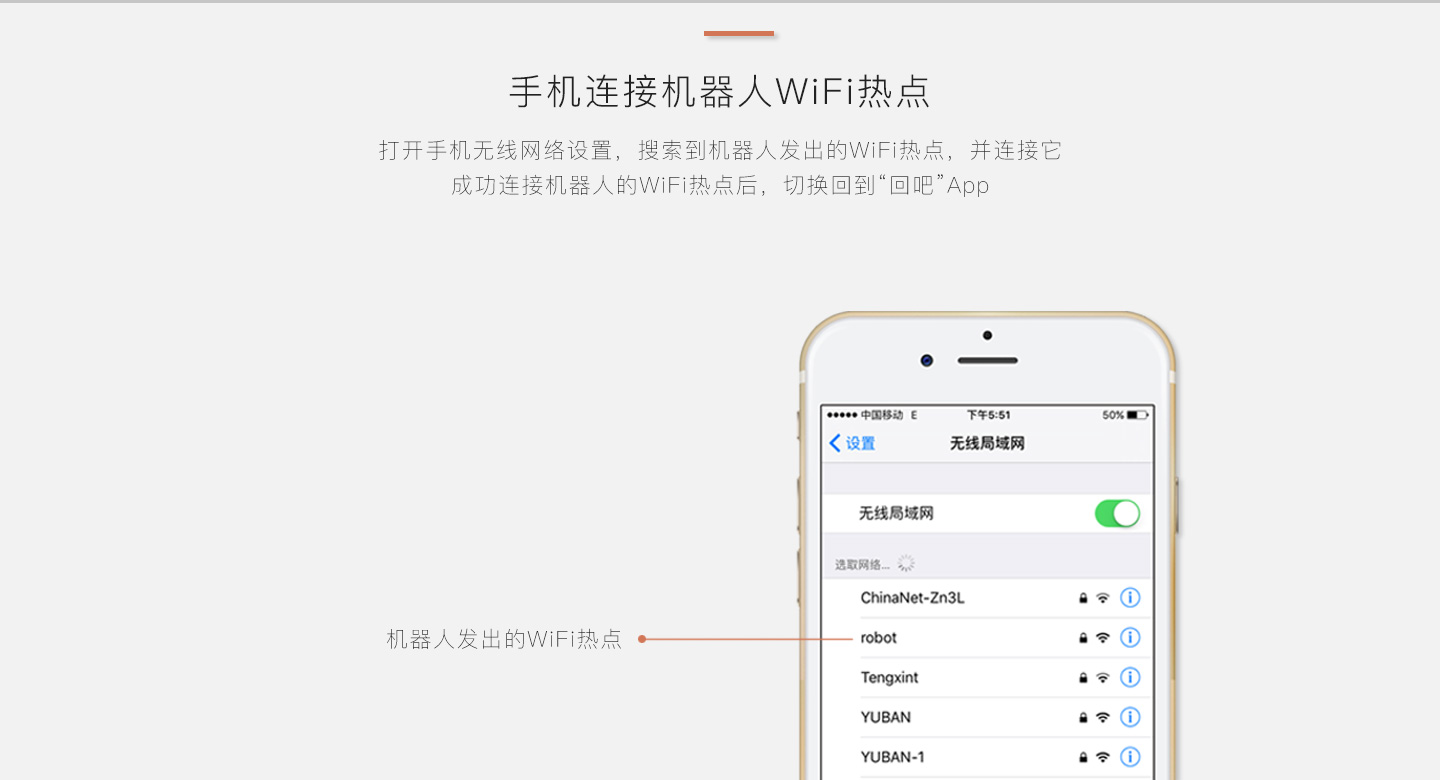 手机连接机器人WiFi热点
打开手机无线网络设置，搜索到机器人发出的WiFi热点，并连接它
成功连接机器人的WiFi热点后，切换回到“回吧”App
中国移动 E 下午5:51 50%
设置 无线局域网
无线局域网
选取网络...
ChinaNet-Zn3L
机器人发出的WiFi热点 robot
Tengxint
YUBAN
YUBAN-1